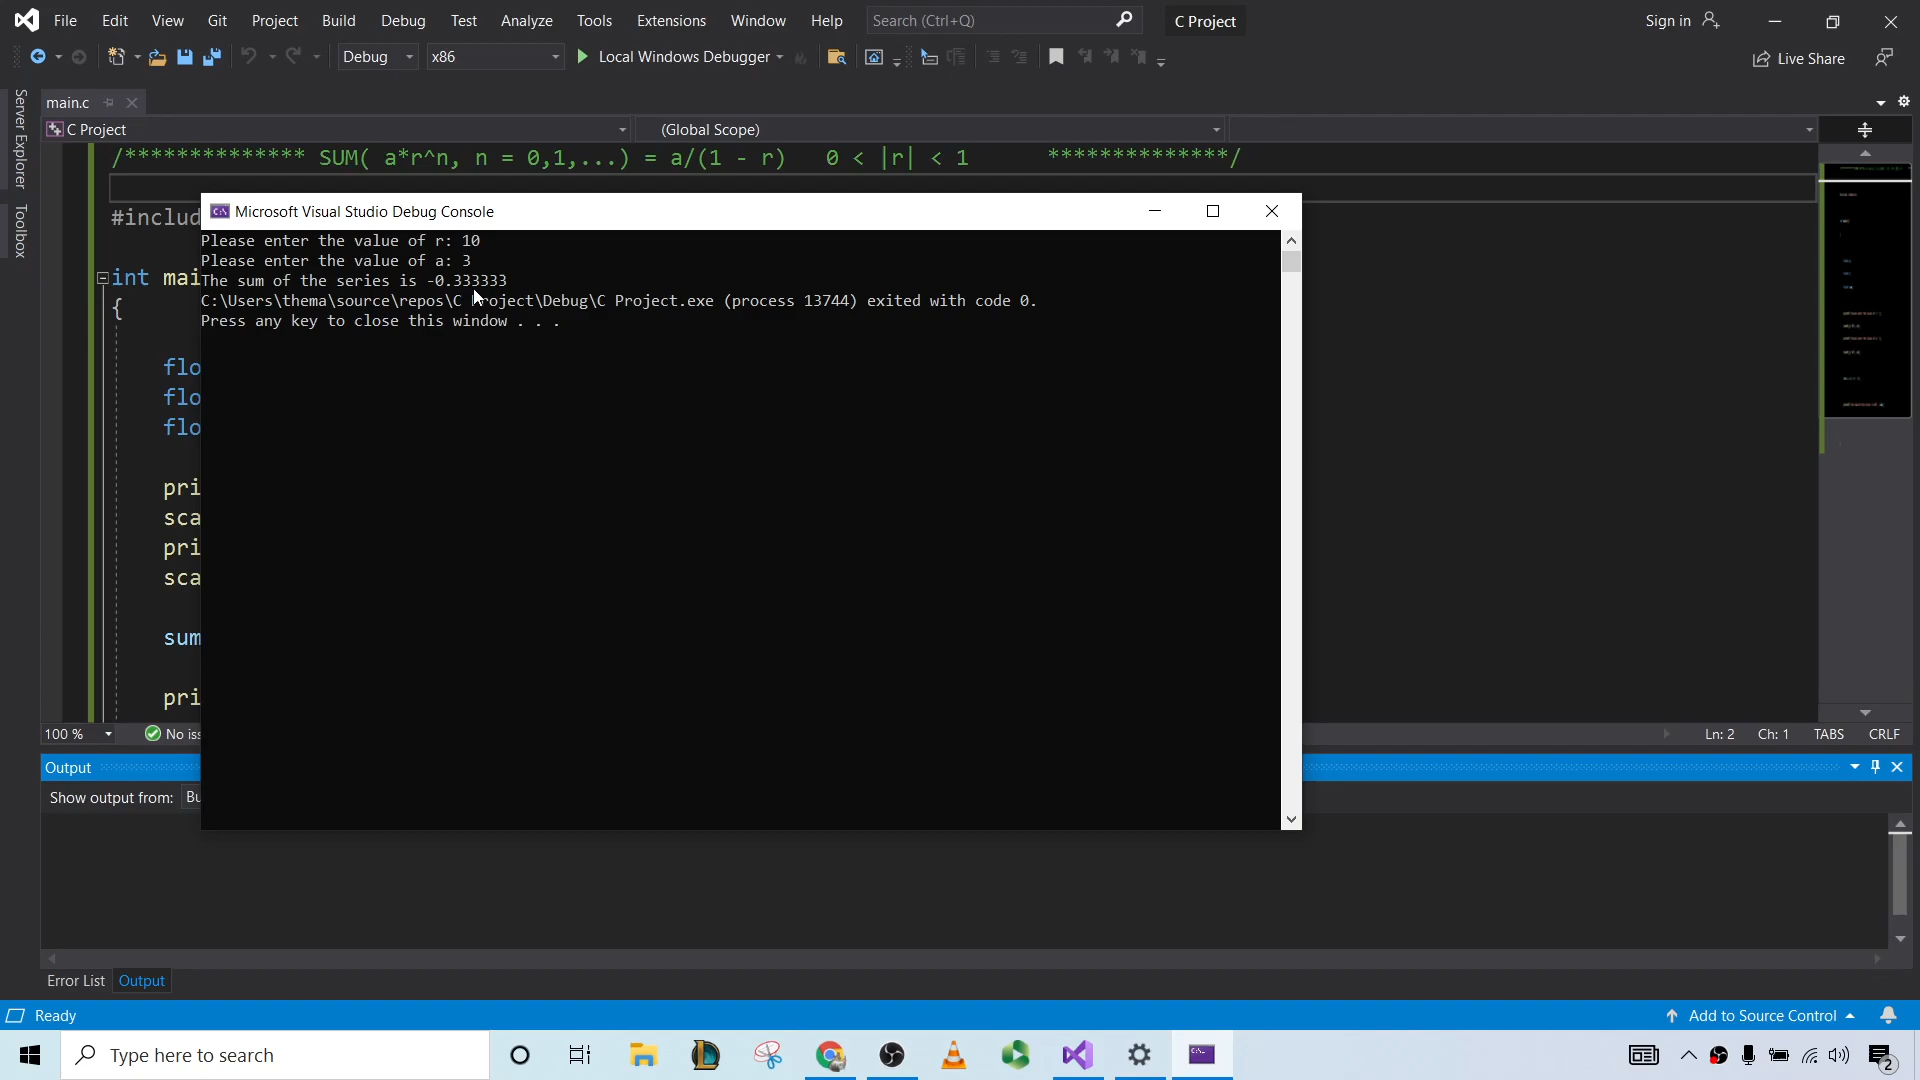 File Edit View Git Project Build Debug Test Analyze Tools Extensions Window Help Search (Ctrl+Q) C Project Sign in
Debug x86 Local Windows Debugger Live Share
Server Explorer
Toolbox
main.c
C Project (Global Scope)
/************** SUM( a*r^n, n = 0,1,...) = a/(1 - r) 0 < |r| < 1 **************/
#includ
int mai
{
flo
flo
flo
pri
sca
pri
sca
sum
pri
Microsoft Visual Studio Debug Console
Please enter the value of r: 10
Please enter the value of a: 3
The sum of the series is -0.333333
C:\Users\thema\source\repos\C Project\Debug\C Project.exe (process 13744) exited with code 0.
Press any key to close this window . . .
100 % No iss Ln: 2 Ch: 1 TABS CRLF
Output
Show output from: Bu
Error List Output
Ready Add to Source Control
Type here to search 2